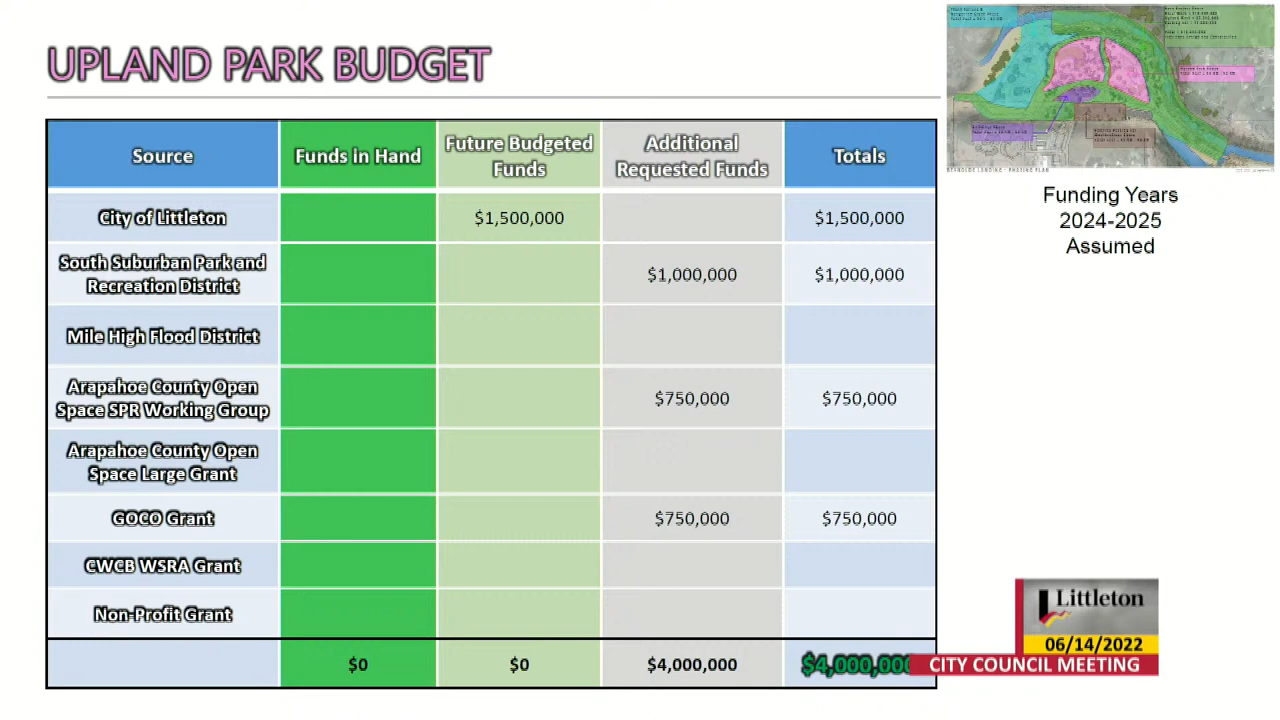 UPLAND PARK BUDGET
Source
Funds in Hand
Future Budgeted
Funds
Additional
Requested Funds
Totals
City of Littleton
$1,500,000
$1,500,000
South Suburban Park and
Recreation District
$1,000,000
$1,000,000
Mile High Flood District
Arapahoe County Open
Space SPR Working Group
$750,000
$750,000
Arapahoe County Open
Space Large Grant
GOCO Grant
$750,000
$750,000
CWCB WSRA Grant
Non-Profit Grant
$0
$0
$4,000,000
Funding Years
2024-2025
Assumed
Littleton
06/14/2022
CITY COUNCIL MEETING